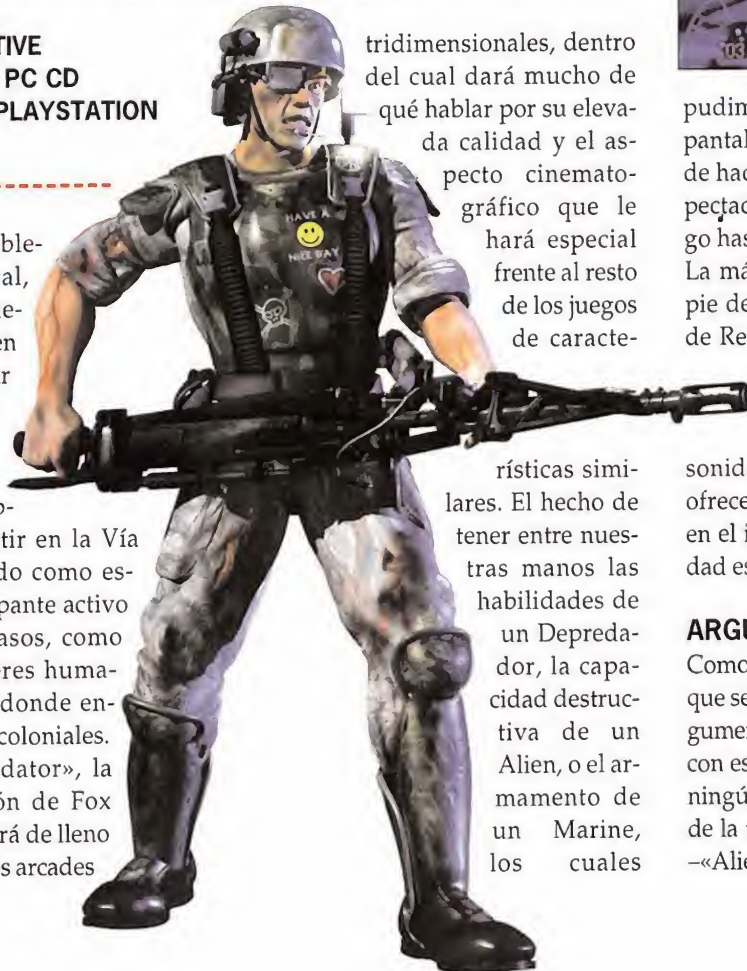 TIVE
PC CD
PLAYSTATION
ble-
ral,
e-
en
r
tir en la Vía
do como es-
pante activo
asos, como
eres huma-
donde en-
coloniales.
dator», la
ón de Fox
rá de lleno
s arcades
HAVE A
NICE DAY
tridimensionales, dentro
del cual dará mucho de
qué hablar por su eleva-
da calidad y el as-
pecto cinemato-
gráfico que le
hará especial
frente al resto
de los juegos
de caracte-
rísticas simi-
lares. El hecho de
tener entre nues-
tras manos las
habilidades de
un Depreda-
dor, la capa-
cidad destruc-
tiva de un
Alien, o el ar-
mamento de
un Marine,
los cuales
pudim
pantal
de hac
pectac
go has
La má
pie de
de Re
sonid
ofrece
en el i
dad es
ARGU
Como
que se
gumen
con es
ningú
de la
–«Alie